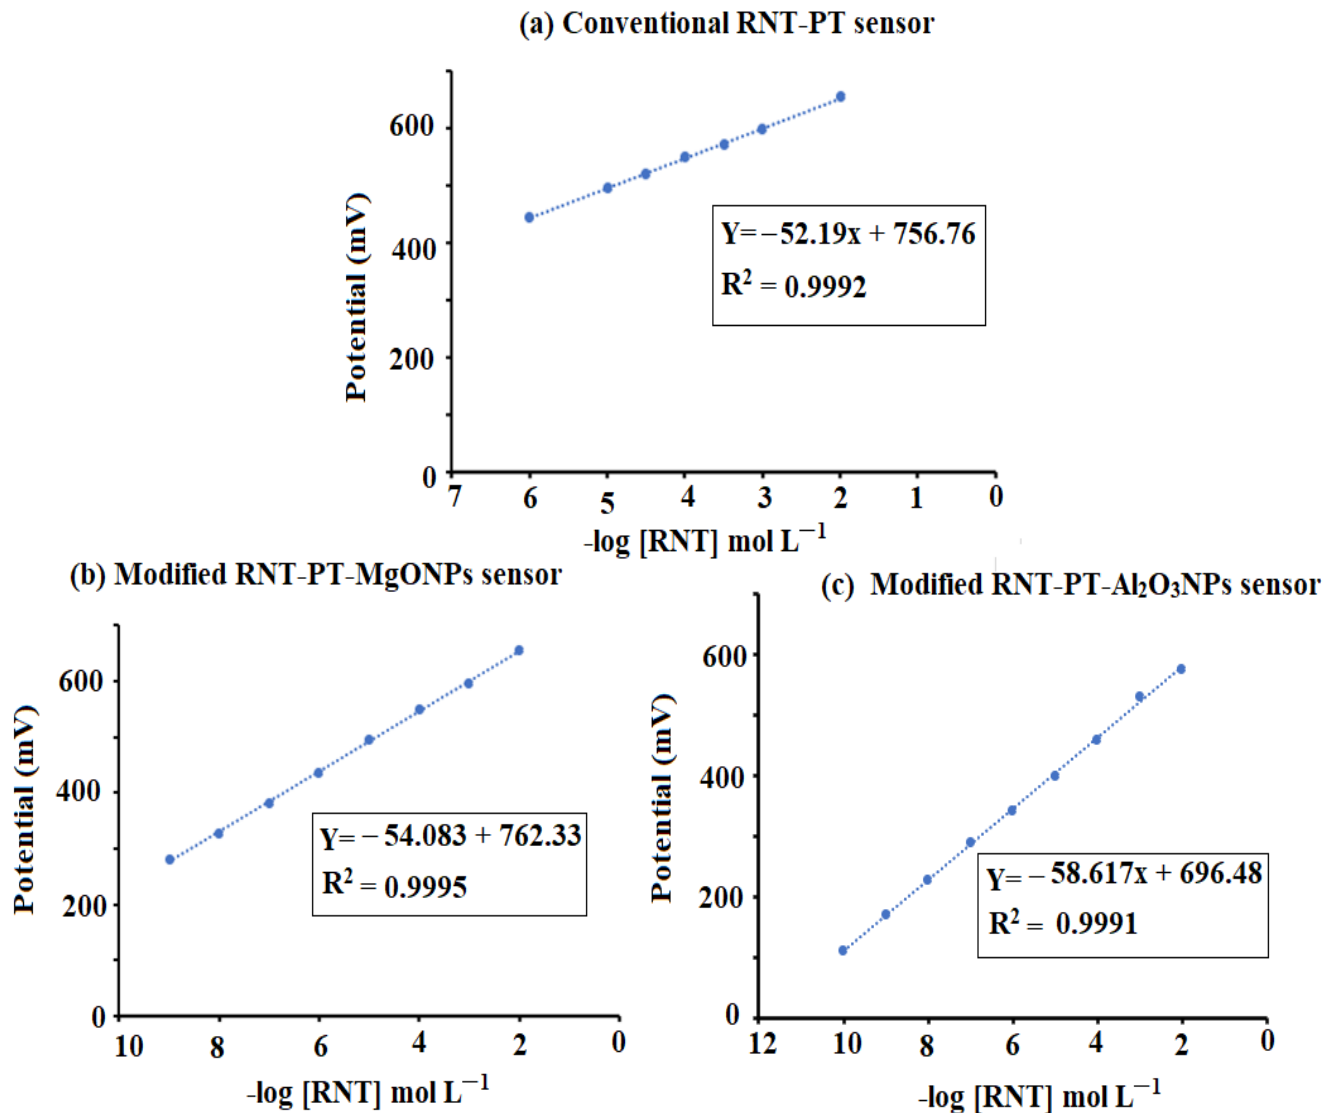 (a) Conventional RNT-PT sensor
Potential (mV)
600
400
200
0
Y= −52.19x + 756.76
R² = 0.9992
7 6 5 4 3 2 1 0
-log [RNT] mol L⁻¹
(b) Modified RNT-PT-MgONPs sensor
Potential (mV)
600
400
200
0
Y= − 54.083 + 762.33
R² = 0.9995
10 8 6 4 2 0
-log [RNT] mol L⁻¹
(c) Modified RNT-PT-Al₂O₃NPs sensor
Potential (mV)
600
400
200
0
Y= − 58.617x + 696.48
R² = 0.9991
12 10 8 6 4 2 0
-log [RNT] mol L⁻¹